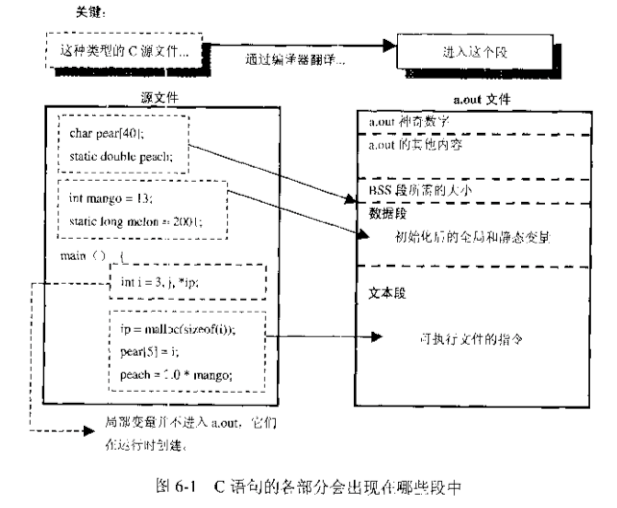 关键：
这种类型的 C 源文件...
通过编译器翻译...
进入这个段
源文件
char pear[40];
static double peach;
int mango = 13;
static long melon = 2001;
main () {
int i = 3, j, *ip;
ip = malloc(sizeof(i));
pear[5] = i;
peach = 2.0 * mango;
局部变量并不进入 a.out，它们
在运行时创建。
a.out 文件
a.out 神奇数字
a.out 的其他内容
BSS 段所需的大小
数据段
初始化后的全局和静态变量
文本段
可执行文件的指令
图 6-1 C 语句的各部分会出现在哪些段中